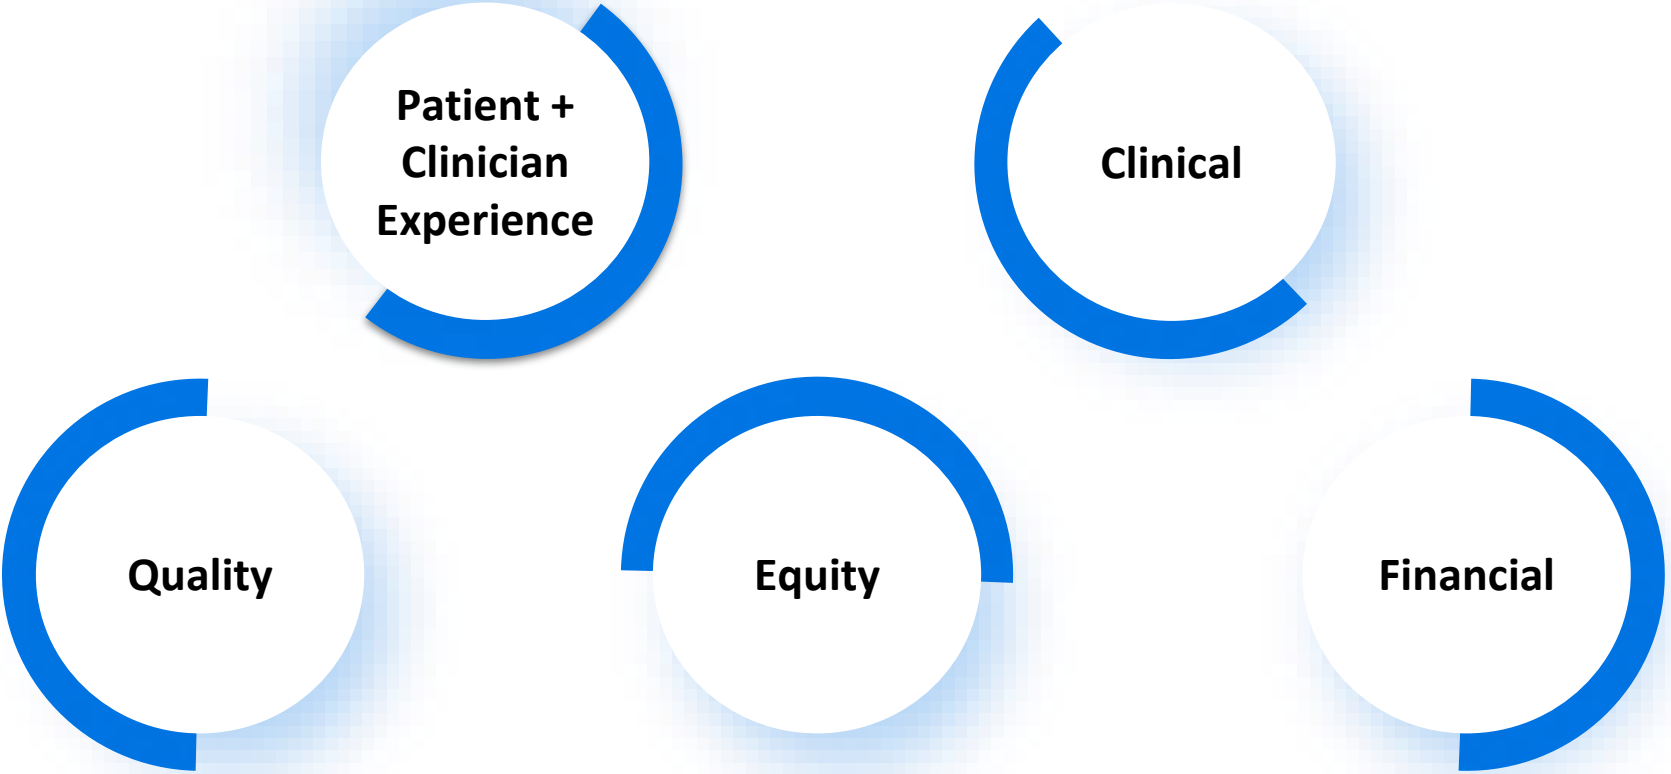 Patient +
Clinician
Experience
Clinical
Quality
Equity
Financial